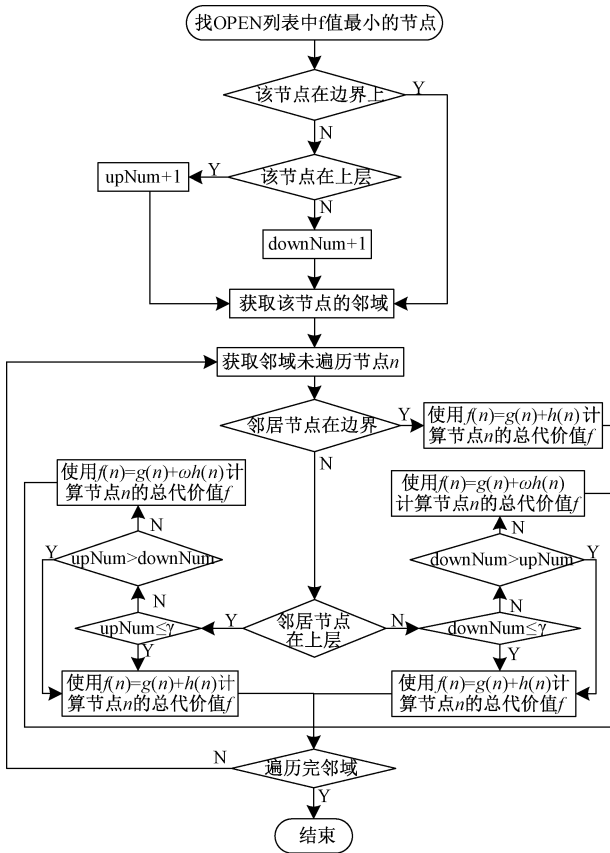 找OPEN列表中f值最小的节点
该节点在边界上
Y
N
该节点在上层
Y
upNum+1
N
downNum+1
获取该节点的邻域
获取邻域未遍历节点n
邻居节点在边界
Y
使用f(n)=g(n)+h(n)计
算节点n的总代价值f
N
使用f(n)=g(n)+ωh(n)计
算节点n的总代价值f
使用f(n)=g(n)+ωh(n)
计算节点n的总代价值f
N
N
Y
upNum>downNum
downNum>upNum
Y
N
N
upNum≤γ
Y
邻居节点
在上层
N
downNum≤γ
Y
Y
使用f(n)=g(n)+h(n)计
算节点n的总代价值f
使用f(n)=g(n)+h(n)计
算节点n的总代价值f
N
遍历完邻域
Y
结束